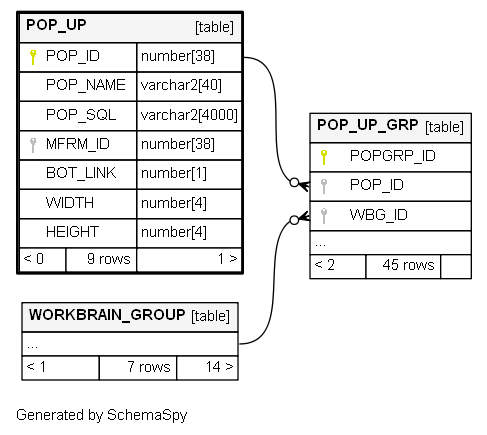 POP_UP [table]
POP_ID number[38]
POP_NAME varchar2[40]
POP_SQL varchar2[4000]
MFRM_ID number[38]
BOT_LINK number[1]
WIDTH number[4]
HEIGHT number[4]
< 0 9 rows 1 >
POP_UP_GRP [table]
POPGRP_ID
POP_ID
WBG_ID
...
< 2 45 rows
WORKBRAIN_GROUP [table]
...
< 1 7 rows 14 >
Generated by SchemaSpy